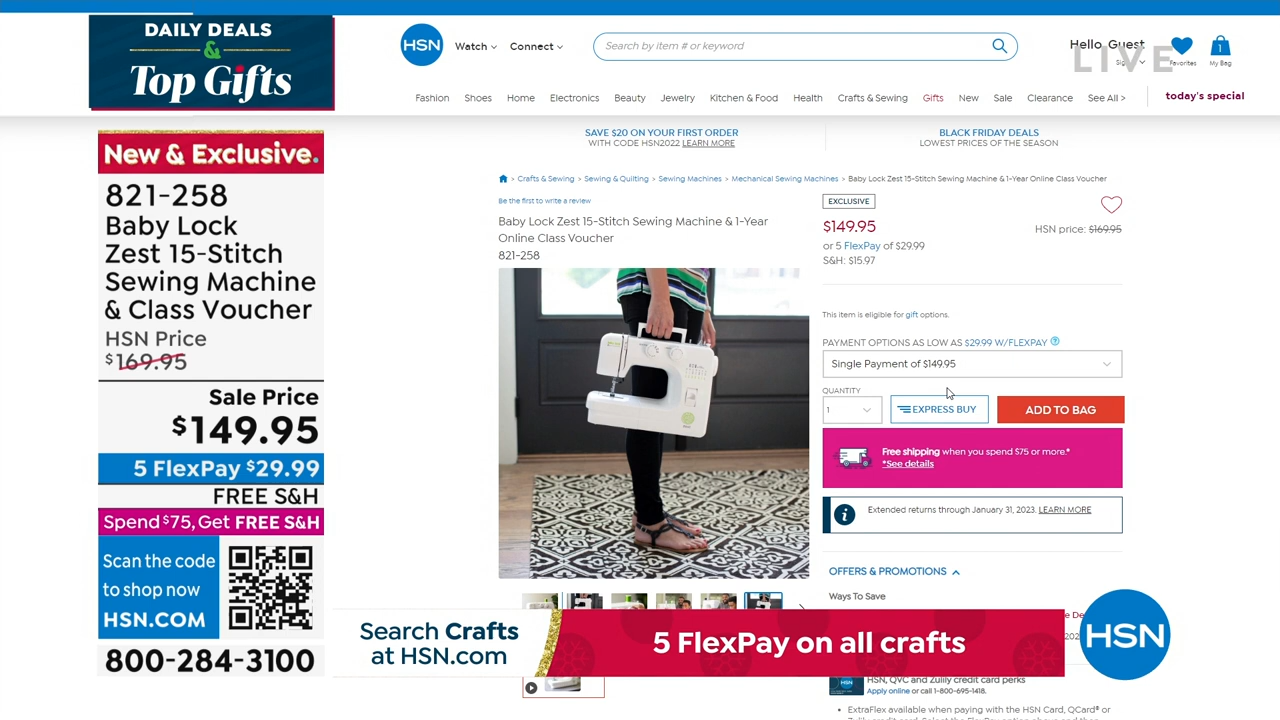 DAILY DEALS
&
Top Gifts
New & Exclusive.
821-258
Baby Lock
Zest 15-Stitch
Sewing Machine
& Class Voucher
HSN Price
$169.95
Sale Price
$149.95
5 FlexPay $29.99
FREE S&H
Spend $75, Get FREE S&H
Scan the code
to shop now
HSN.COM
800-284-3100
HSN
Watch
Connect
Search by item # or keyword
Hello, Guest
LIVE
Favorites
1
My Bag
Fashion Shoes Home Electronics Beauty Jewelry Kitchen & Food Health Crafts & Sewing Gifts New Sale Clearance See All > today's special
SAVE $20 ON YOUR FIRST ORDER
WITH CODE HSN2022 LEARN MORE
BLACK FRIDAY DEALS
LOWEST PRICES OF THE SEASON
> Crafts & Sewing > Sewing & Quilting > Sewing Machines > Mechanical Sewing Machines > Baby Lock Zest 15-Stitch Sewing Machine & 1-Year Online Class Voucher
Be the first to write a review
Baby Lock Zest 15-Stitch Sewing Machine & 1-Year
Online Class Voucher
821-258
EXCLUSIVE
$149.95
HSN price: $169.95
or 5 FlexPay of $29.99
S&H: $15.97
This item is eligible for gift options.
PAYMENT OPTIONS AS LOW AS $29.99 W/FLEXPAY
Single Payment of $149.95
QUANTITY
1
EXPRESS BUY
ADD TO BAG
Free shipping when you spend $75 or more.*
*See details
Extended returns through January 31, 2023. LEARN MORE
OFFERS & PROMOTIONS
Ways To Save
Search Crafts
at HSN.com
5 FlexPay on all crafts
HSN
HSN, QVC and Zulily credit card perks
Apply online or call 1-800-695-1418.
• ExtraFlex available when paying with the HSN Card, QCard® or